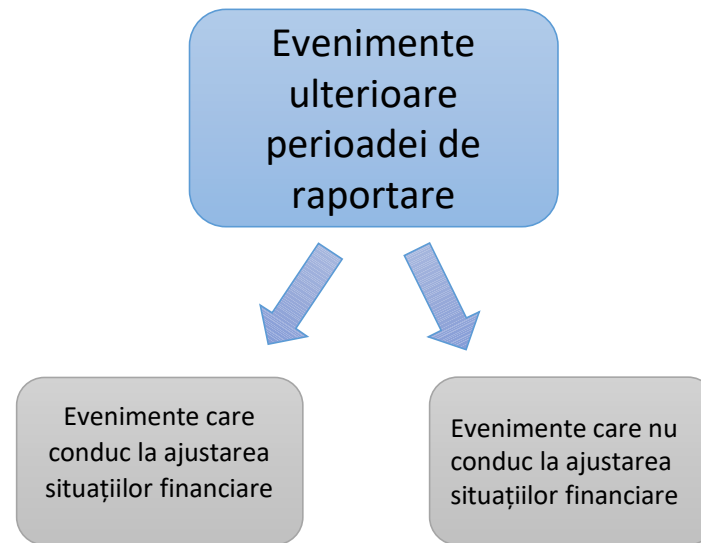 Evenimente
ulterioare
perioadei de
raportare
Evenimente care
conduc la ajustarea
situațiilor financiare
Evenimente care nu
conduc la ajustarea
situațiilor financiare